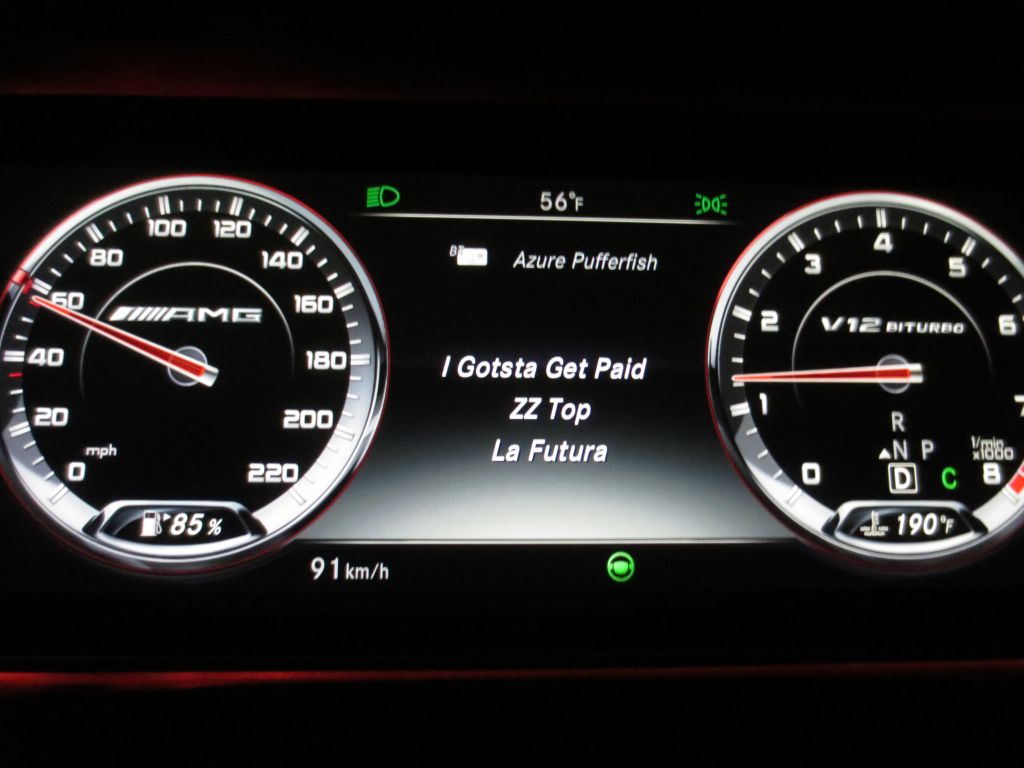 56°F
BT
Azure Pufferfish
I Gotsta Get Paid
ZZ Top
La Futura
91 km/h
0
20
40
60
80
100
120
140
160
180
200
220
AMG
mph
85 %
0
1
2
3
4
5
6
7
8
V12 BITURBO
R
N P
D C
1/min
x1000
190°F